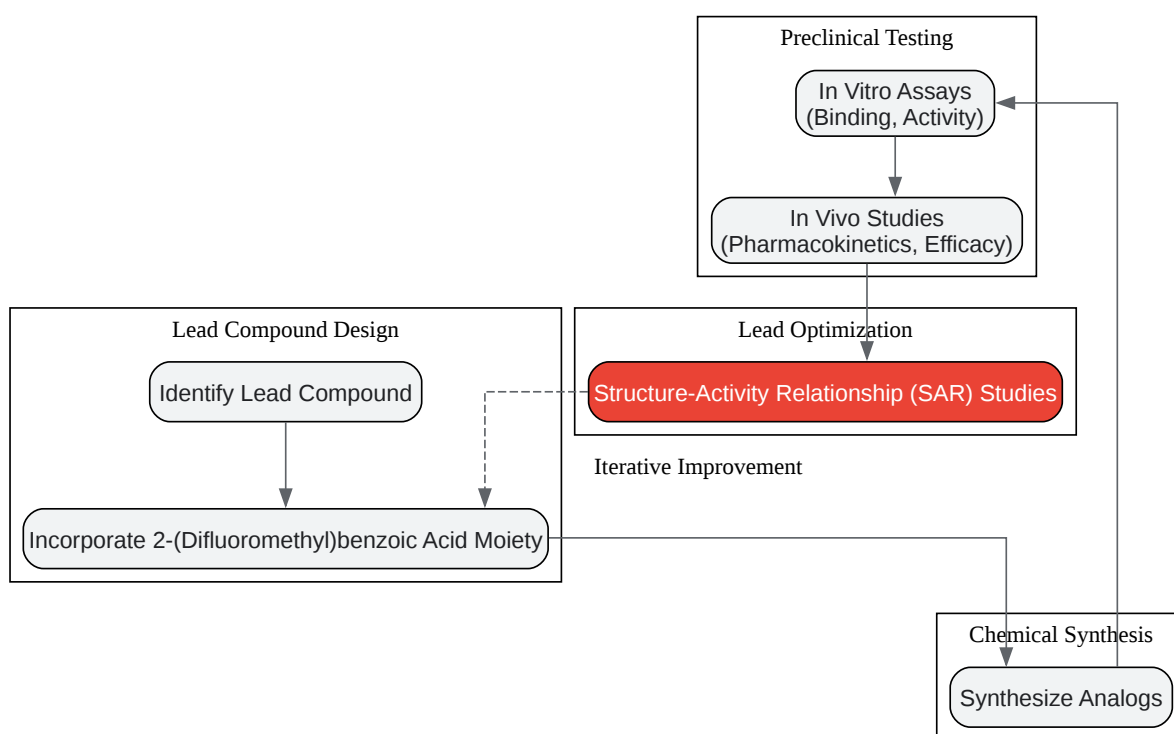 Preclinical Testing
In Vitro Assays
(Binding, Activity)
In Vivo Studies
(Pharmacokinetics, Efficacy)
Lead Compound Design
Identify Lead Compound
Incorporate 2-(Difluoromethyl)benzoic Acid Moiety
Lead Optimization
Structure-Activity Relationship (SAR) Studies
Iterative Improvement
Chemical Synthesis
Synthesize Analogs